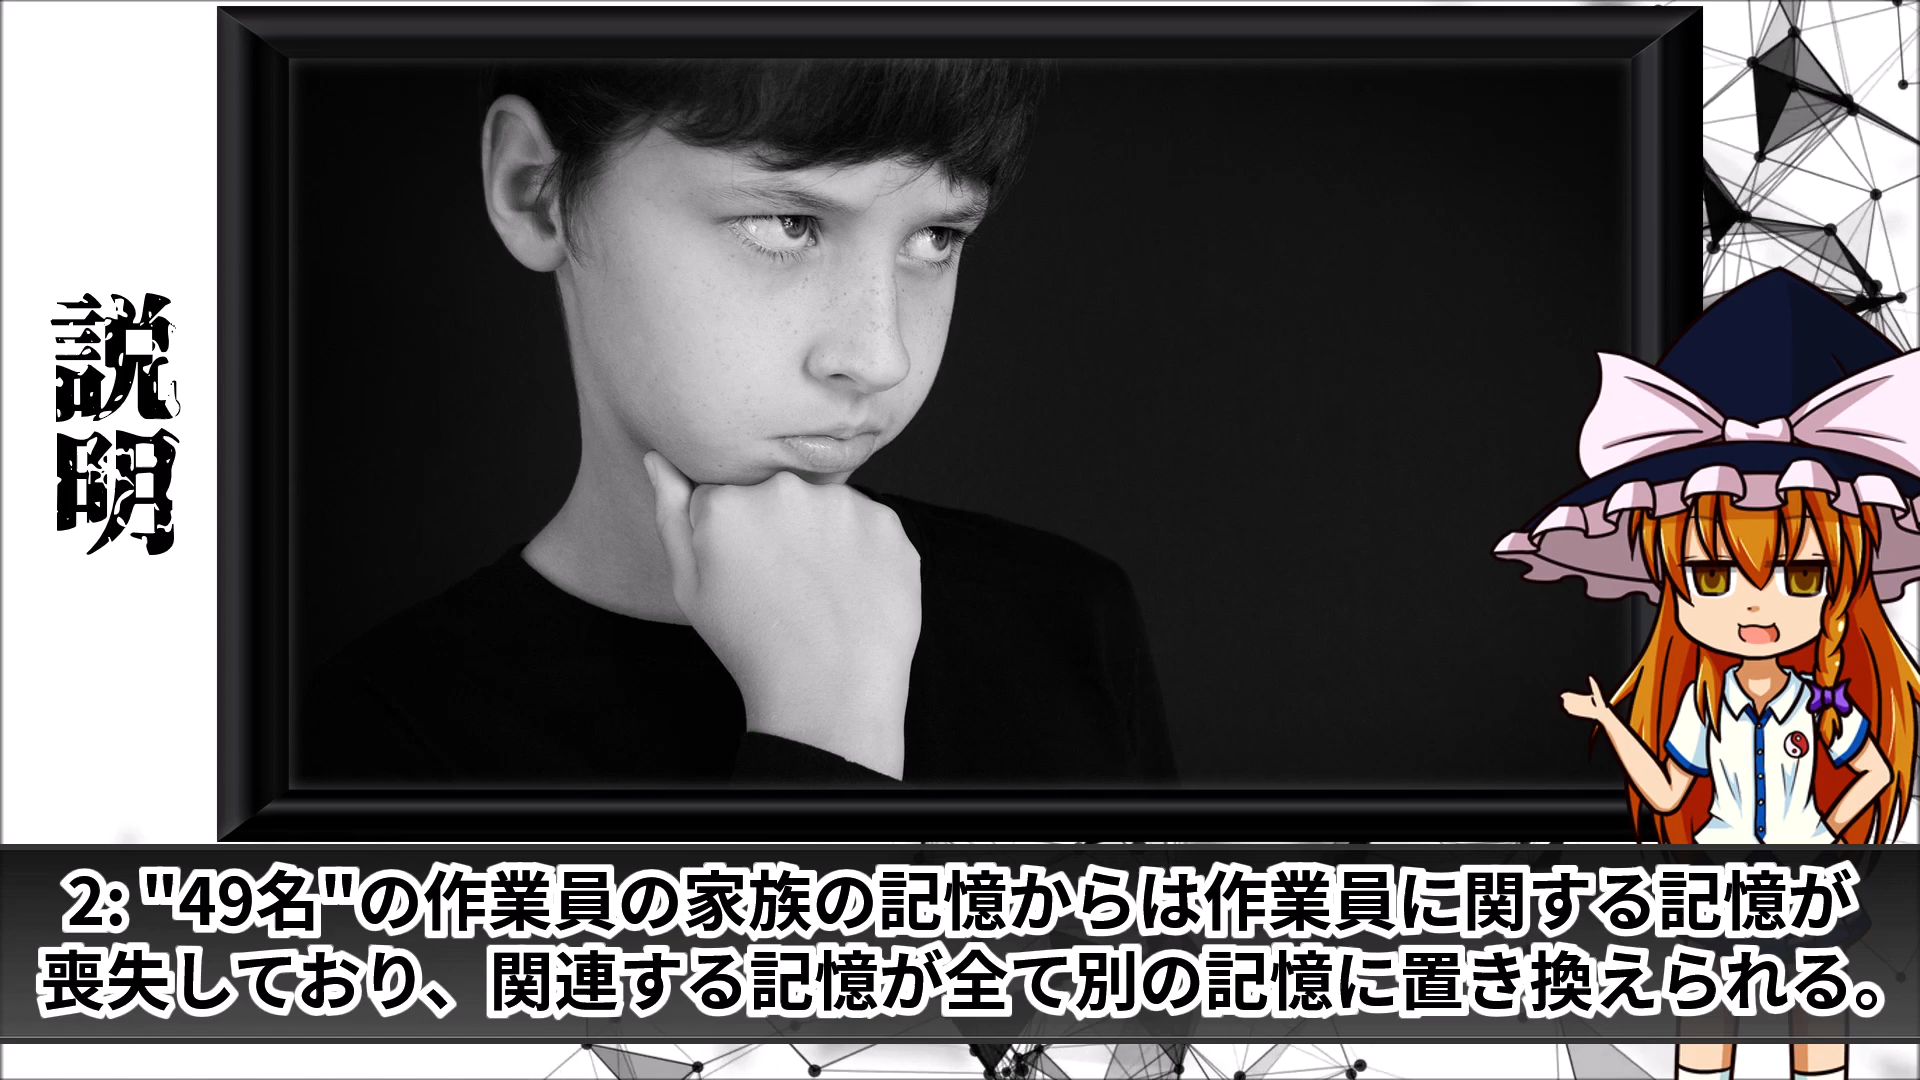 説明
2: "49名"の作業員の家族の記憶からは作業員に関する記憶が
喪失しており、関連する記憶が全て別の記憶に置き換えられる。